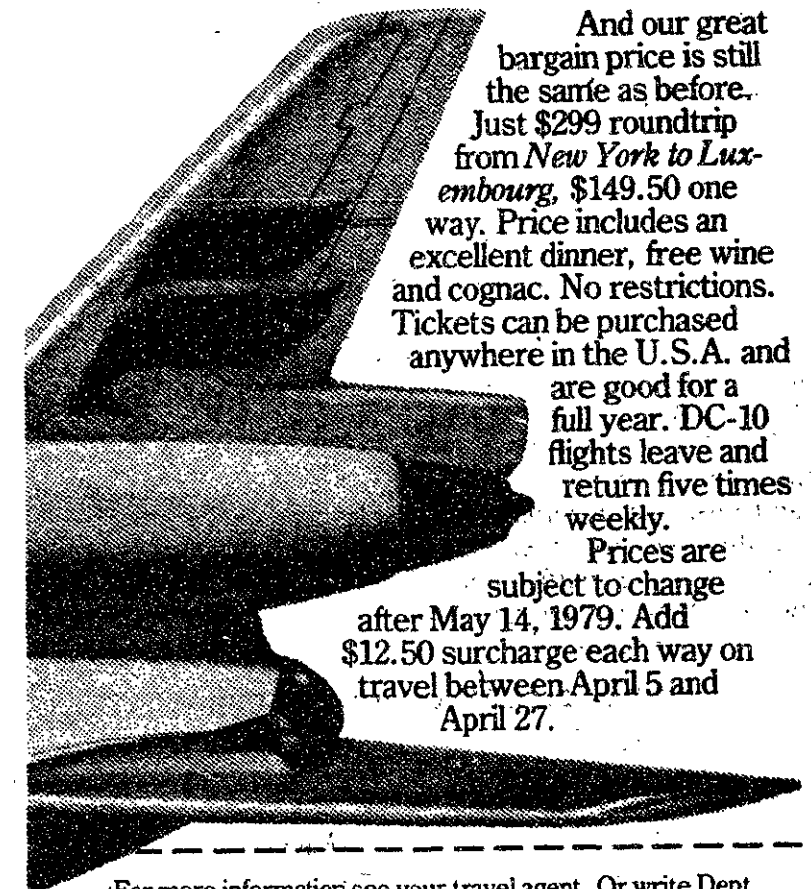 And our great
bargain price is still
the same as before.
Just $299 roundtrip
from New York to Lux-
embourg, $149.50 one
way. Price includes an
excellent dinner, free wine
and cognac. No restrictions.
Tickets can be purchased
anywhere in the U.S.A. and
are good for a
full year. DC-10
flights leave and
return five times
weekly.
Prices are
subject to change
after May 14, 1979. Add
$12.50 surcharge each way on
travel between April 5 and
April 27.
For more information see your travel agent. Or write Dept.